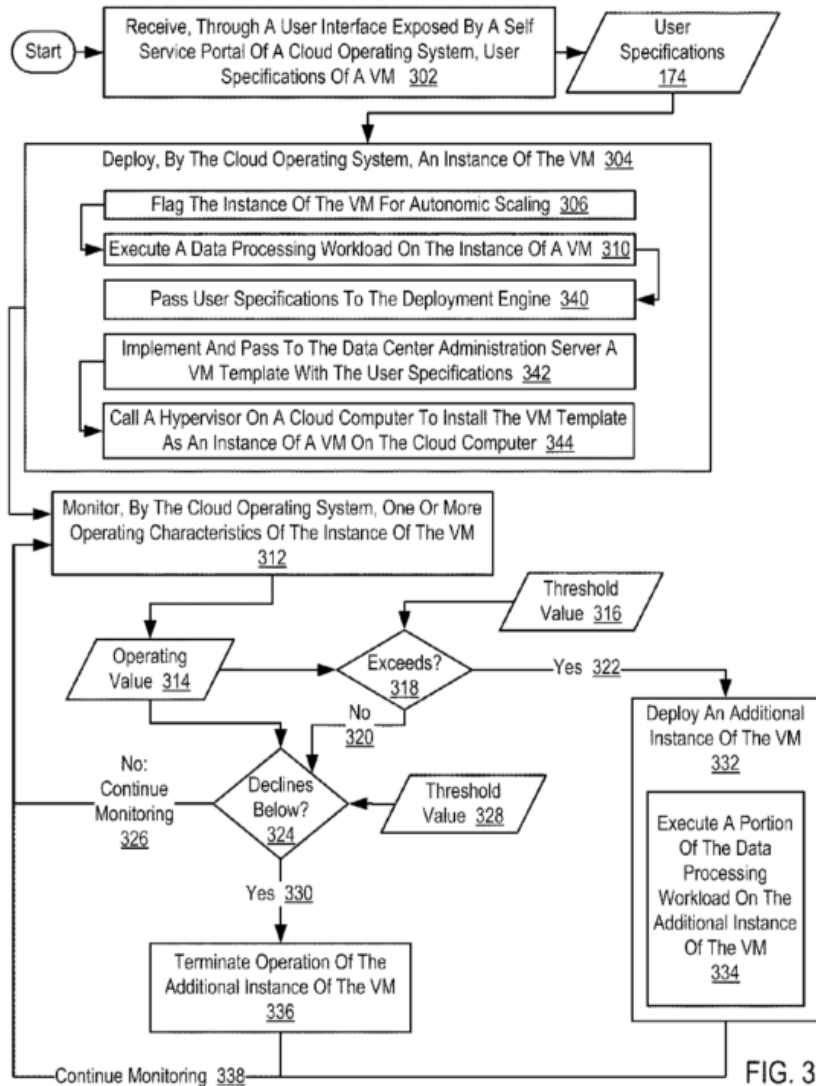 Start
Receive, Through A User Interface Exposed By A Self
Service Portal Of A Cloud Operating System, User
Specifications Of A VM 302
User
Specifications
174
Deploy, By The Cloud Operating System, An Instance Of The VM 304
Flag The Instance Of The VM For Autonomic Scaling 306
Execute A Data Processing Workload On The Instance Of A VM 310
Pass User Specifications To The Deployment Engine 340
Implement And Pass To The Data Center Administration Server A
VM Template With The User Specifications 342
Call A Hypervisor On A Cloud Computer To Install The VM Template
As An Instance Of A VM On The Cloud Computer 344
Monitor, By The Cloud Operating System, One Or More
Operating Characteristics Of The Instance Of The VM
312
Threshold
Value 316
Operating
Value 314
Exceeds?
318
Yes 322
No
320
Deploy An Additional
Instance Of The VM
332
No:
Continue
Monitoring
326
Declines
Below?
324
Threshold
Value 328
Execute A Portion
Of The Data
Processing
Workload On The
Additional Instance
Of The VM
334
Yes 330
Terminate Operation Of The
Additional Instance Of The VM
336
Continue Monitoring 338
FIG. 3